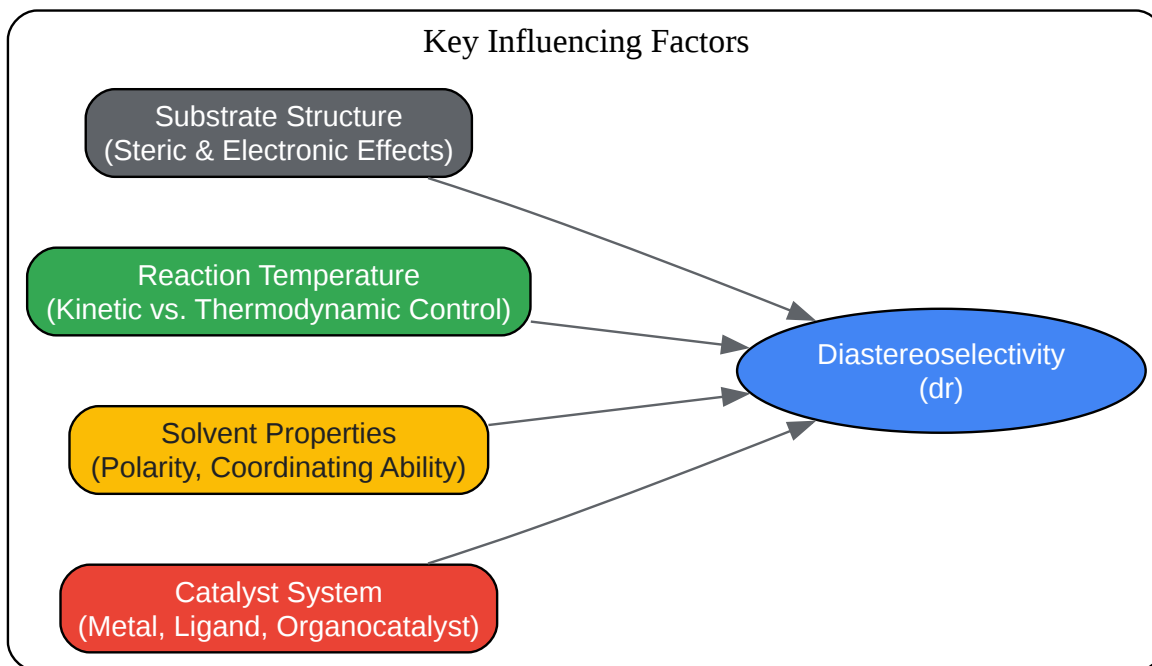 Key Influencing Factors
Substrate Structure
(Steric & Electronic Effects)
Reaction Temperature
(Kinetic vs. Thermodynamic Control)
Diastereoselectivity
(dr)
Solvent Properties
(Polarity, Coordinating Ability)
Catalyst System
(Metal, Ligand, Organocatalyst)